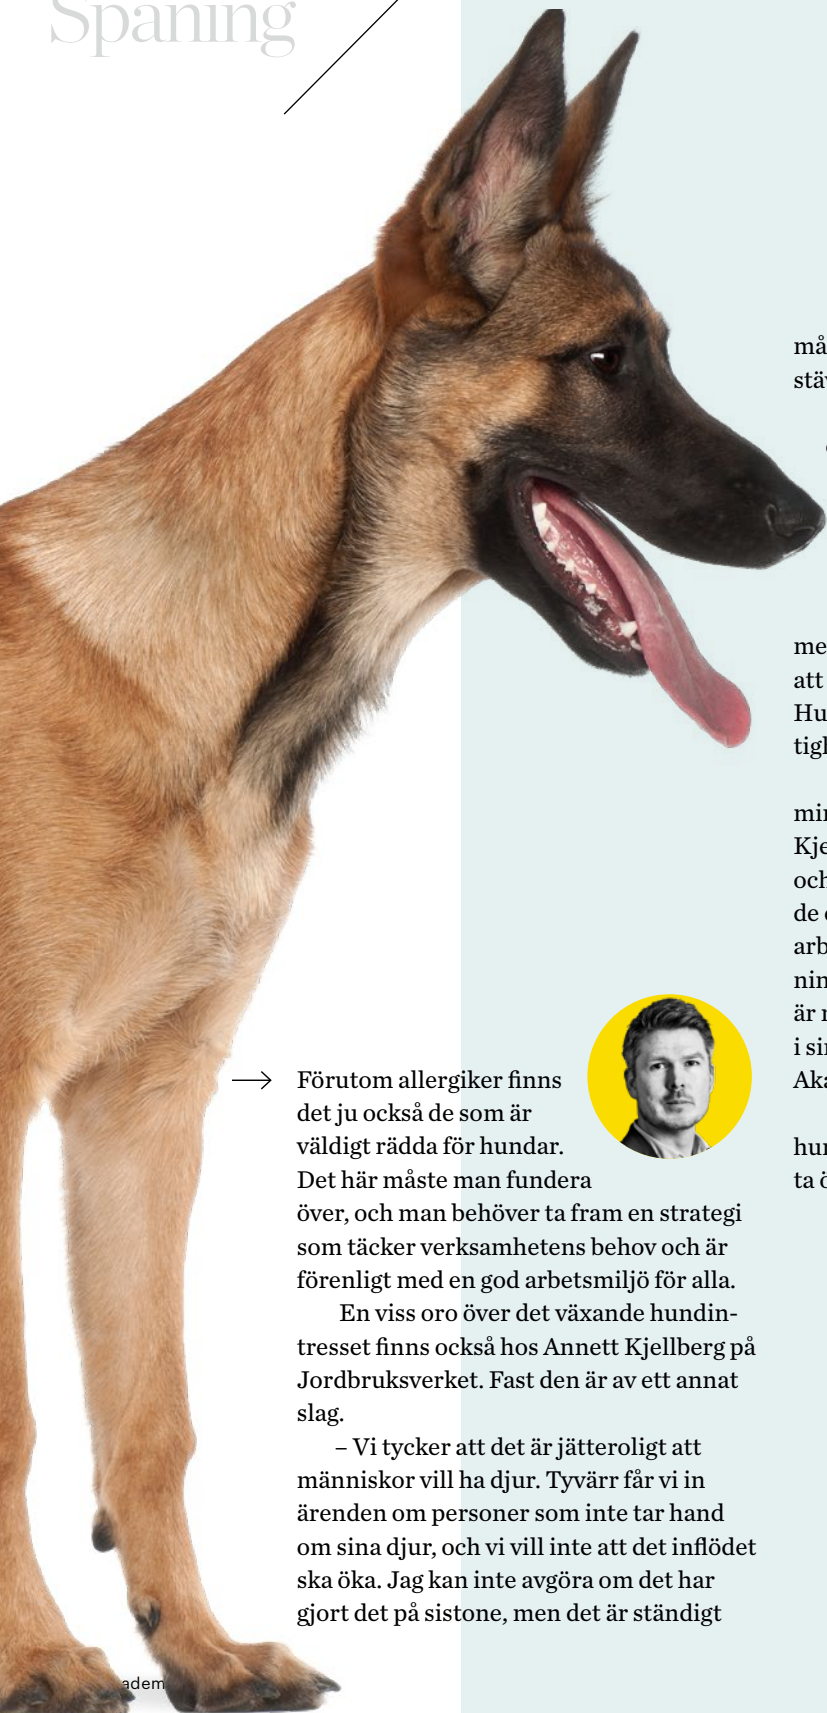 Spaning
Förutom allergiker finns
det ju också de som är
väldigt rädda för hundar.
Det här måste man fundera
över, och man behöver ta fram en strategi
som täcker verksamhetens behov och är
förenligt med en god arbetsmiljö för alla.
En viss oro över det växande hundin-
tresset finns också hos Annett Kjellberg på
Jordbruksverket. Fast den är av ett annat
slag.
– Vi tycker att det är jätteroligt att
människor vill ha djur. Tyvärr får vi in
ärenden om personer som inte tar hand
om sina djur, och vi vill inte att det inflödet
ska öka. Jag kan inte avgöra om det har
gjort det på sistone, men det är ständigt
att